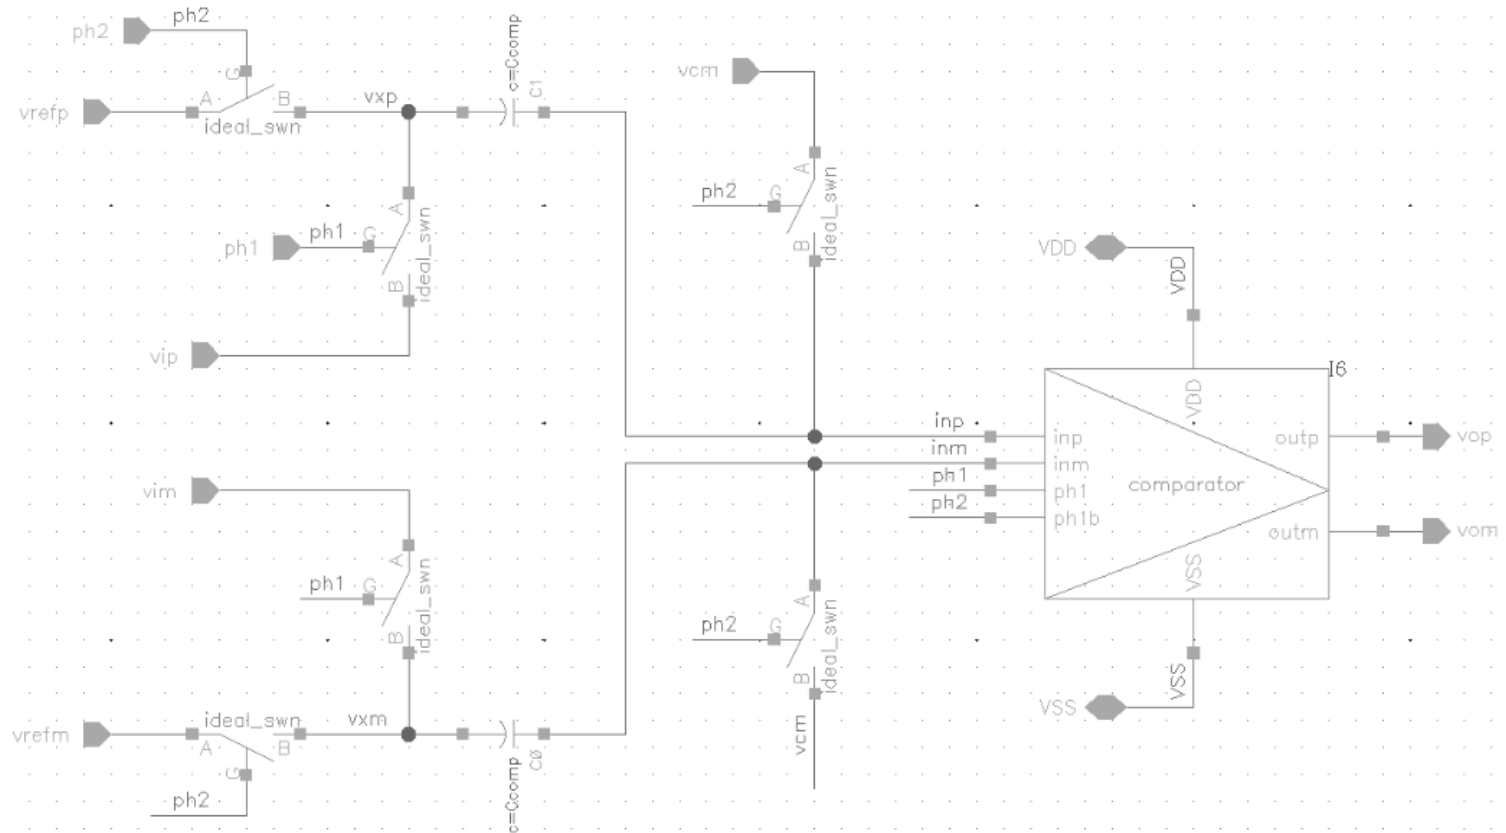 ph2
ph2
G
vrefp
A
B
ideal_swn
vxp
c=Ccomp
C1
vcm
A
ph2
G
ideal_swn
B
A
ph1
ph1
G
ideal_swn
B
vip
VDD
VDD
I6
VDD
inp
inp
outp
vop
inm
inm
ph1
ph1
comparator
ph2
ph1b
outm
vom
VSS
vim
A
ph1
G
ideal_swn
B
A
ph2
G
ideal_swn
B
vcm
VSS
VSS
vrefm
ideal_swn
A
B
G
ph2
vxm
C0
c=Ccomp